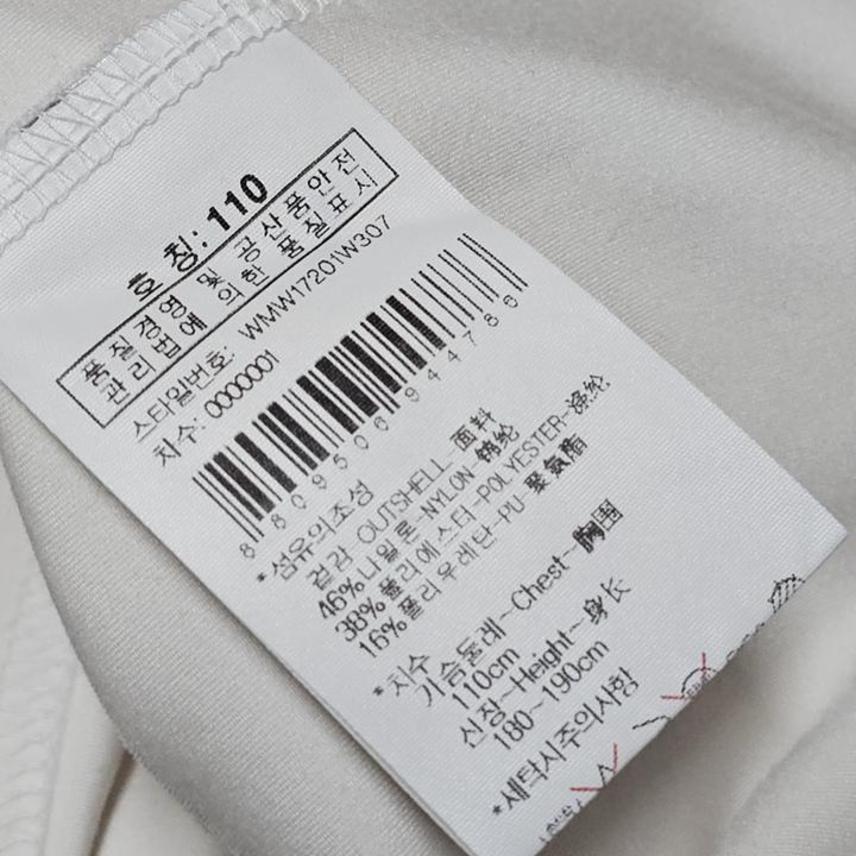 호 칭: 110
품질경영 및 공산품안전
관리법에 의한 품질표시
스타일번호: WMW17201W307
치수: 0000001
8809506944786
*섬유의조성
겉감-OUTSHELL-面料
46%나일론-NYLON-锦纶
38%폴리에스터-POLYESTER-涤纶
16%폴리우레탄-PU-聚氨酯
*치수
가슴둘레~Chest~胸围
110cm
신장~Height~身长
180~190cm
*세탁시주의사항